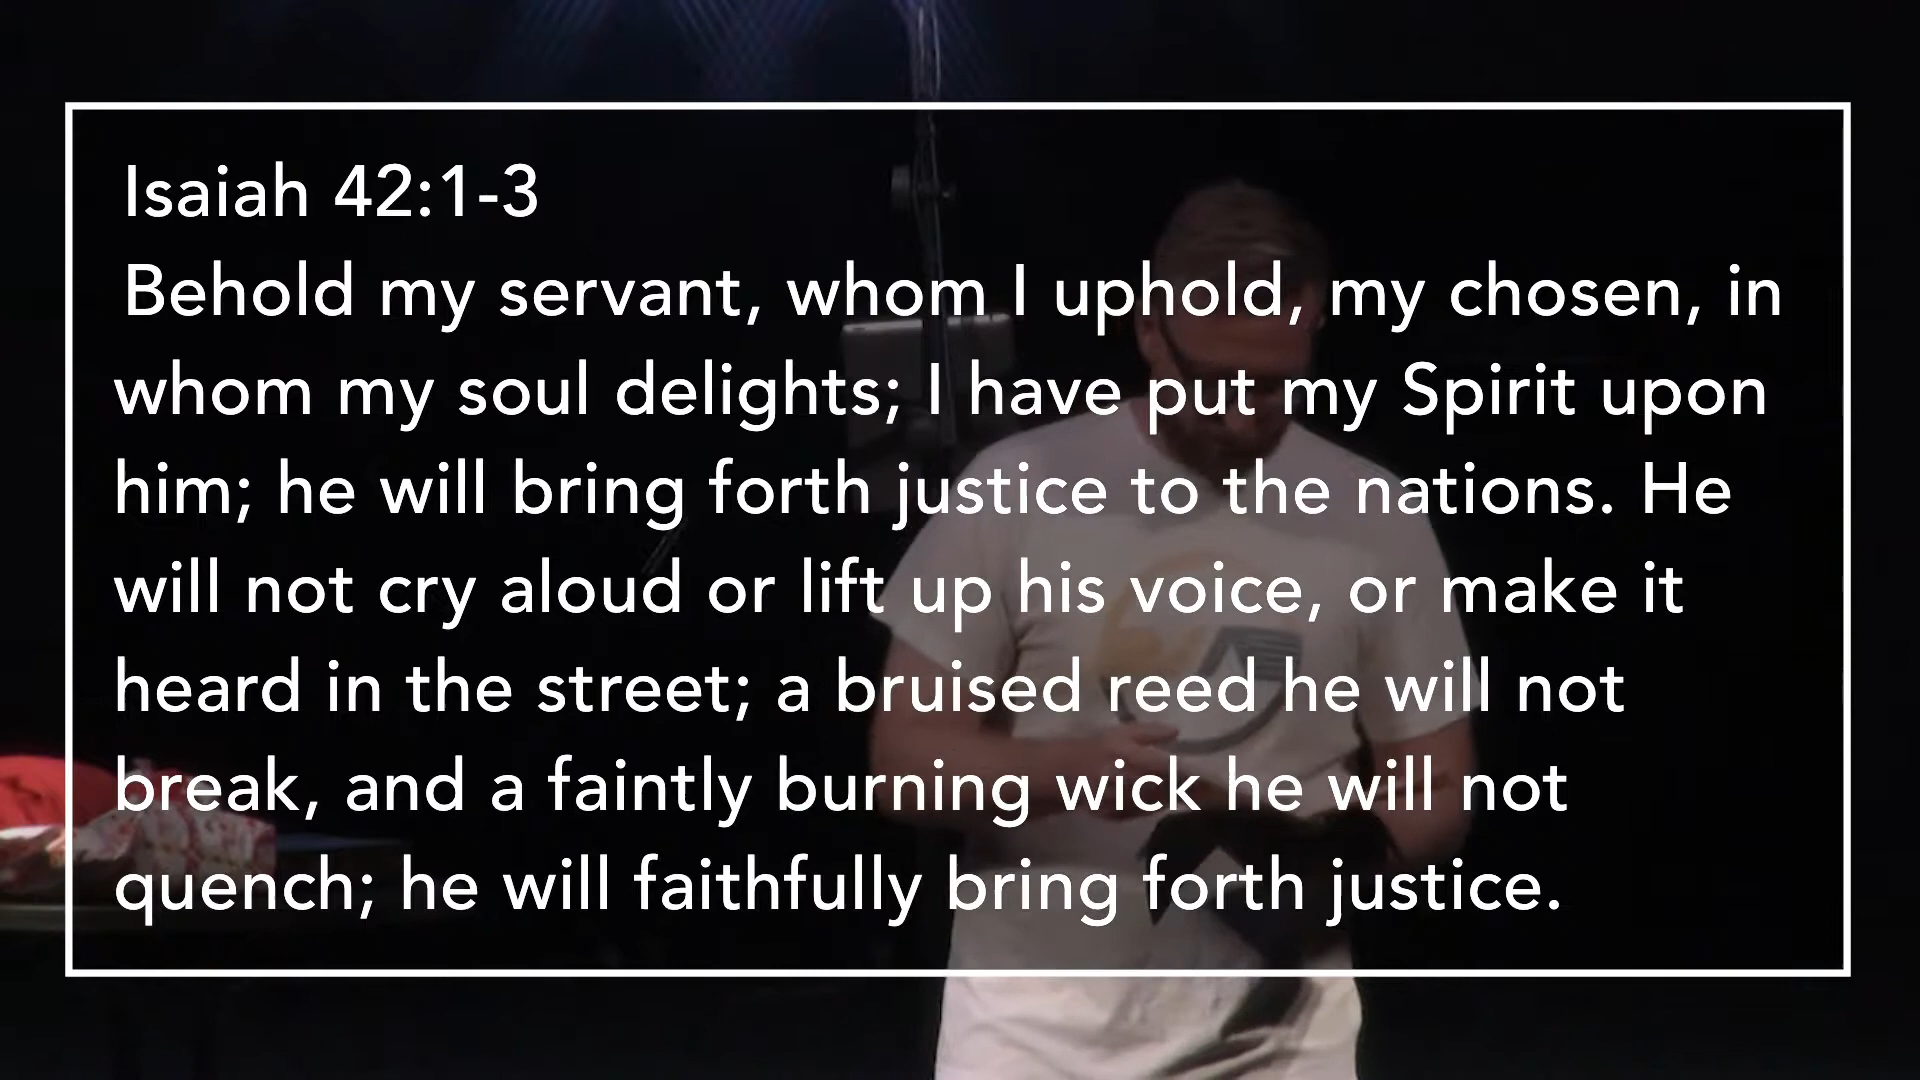 Isaiah 42:1-3
Behold my servant, whom I uphold, my chosen, in
whom my soul delights; I have put my Spirit upon
him; he will bring forth justice to the nations. He
will not cry aloud or lift up his voice, or make it
heard in the street; a bruised reed he will not
break, and a faintly burning wick he will not
quench; he will faithfully bring forth justice.